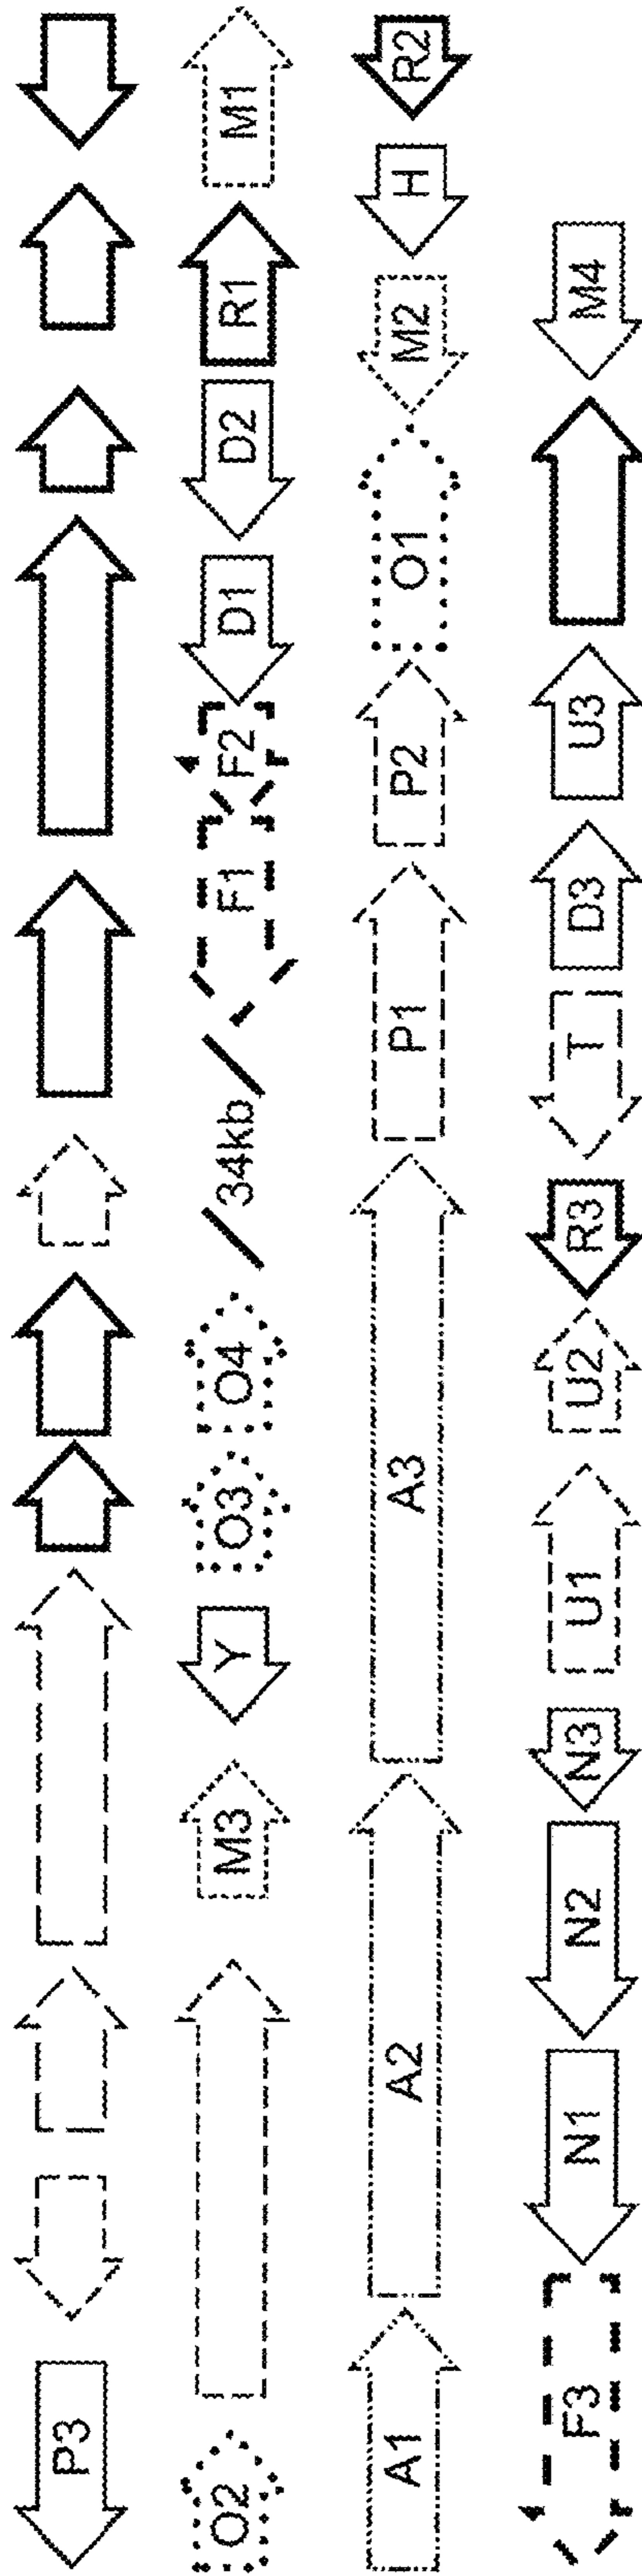 P3
O2 M3 Y O3 O4 34kb F1 F2 D1 D2 R1 M1
A1 A2 A3 P1 P2 O1 M2 H R2
F3 N1 N2 N3 U1 U2 R3 T D3 U3 M4